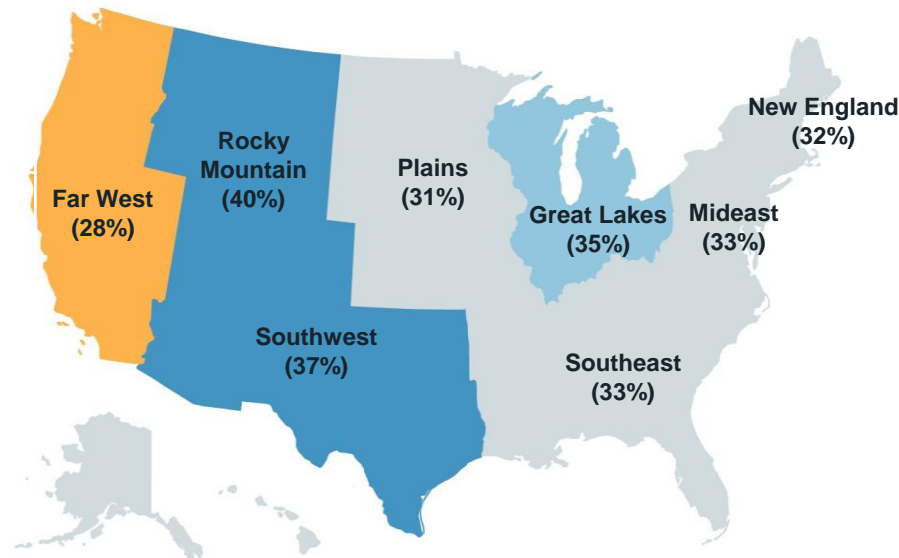 New England
(32%)
Rocky
Mountain
(40%)
Plains
(31%)
Far West
(28%)
Great Lakes
(35%)
Mideast
(33%)
Southwest
(37%)
Southeast
(33%)